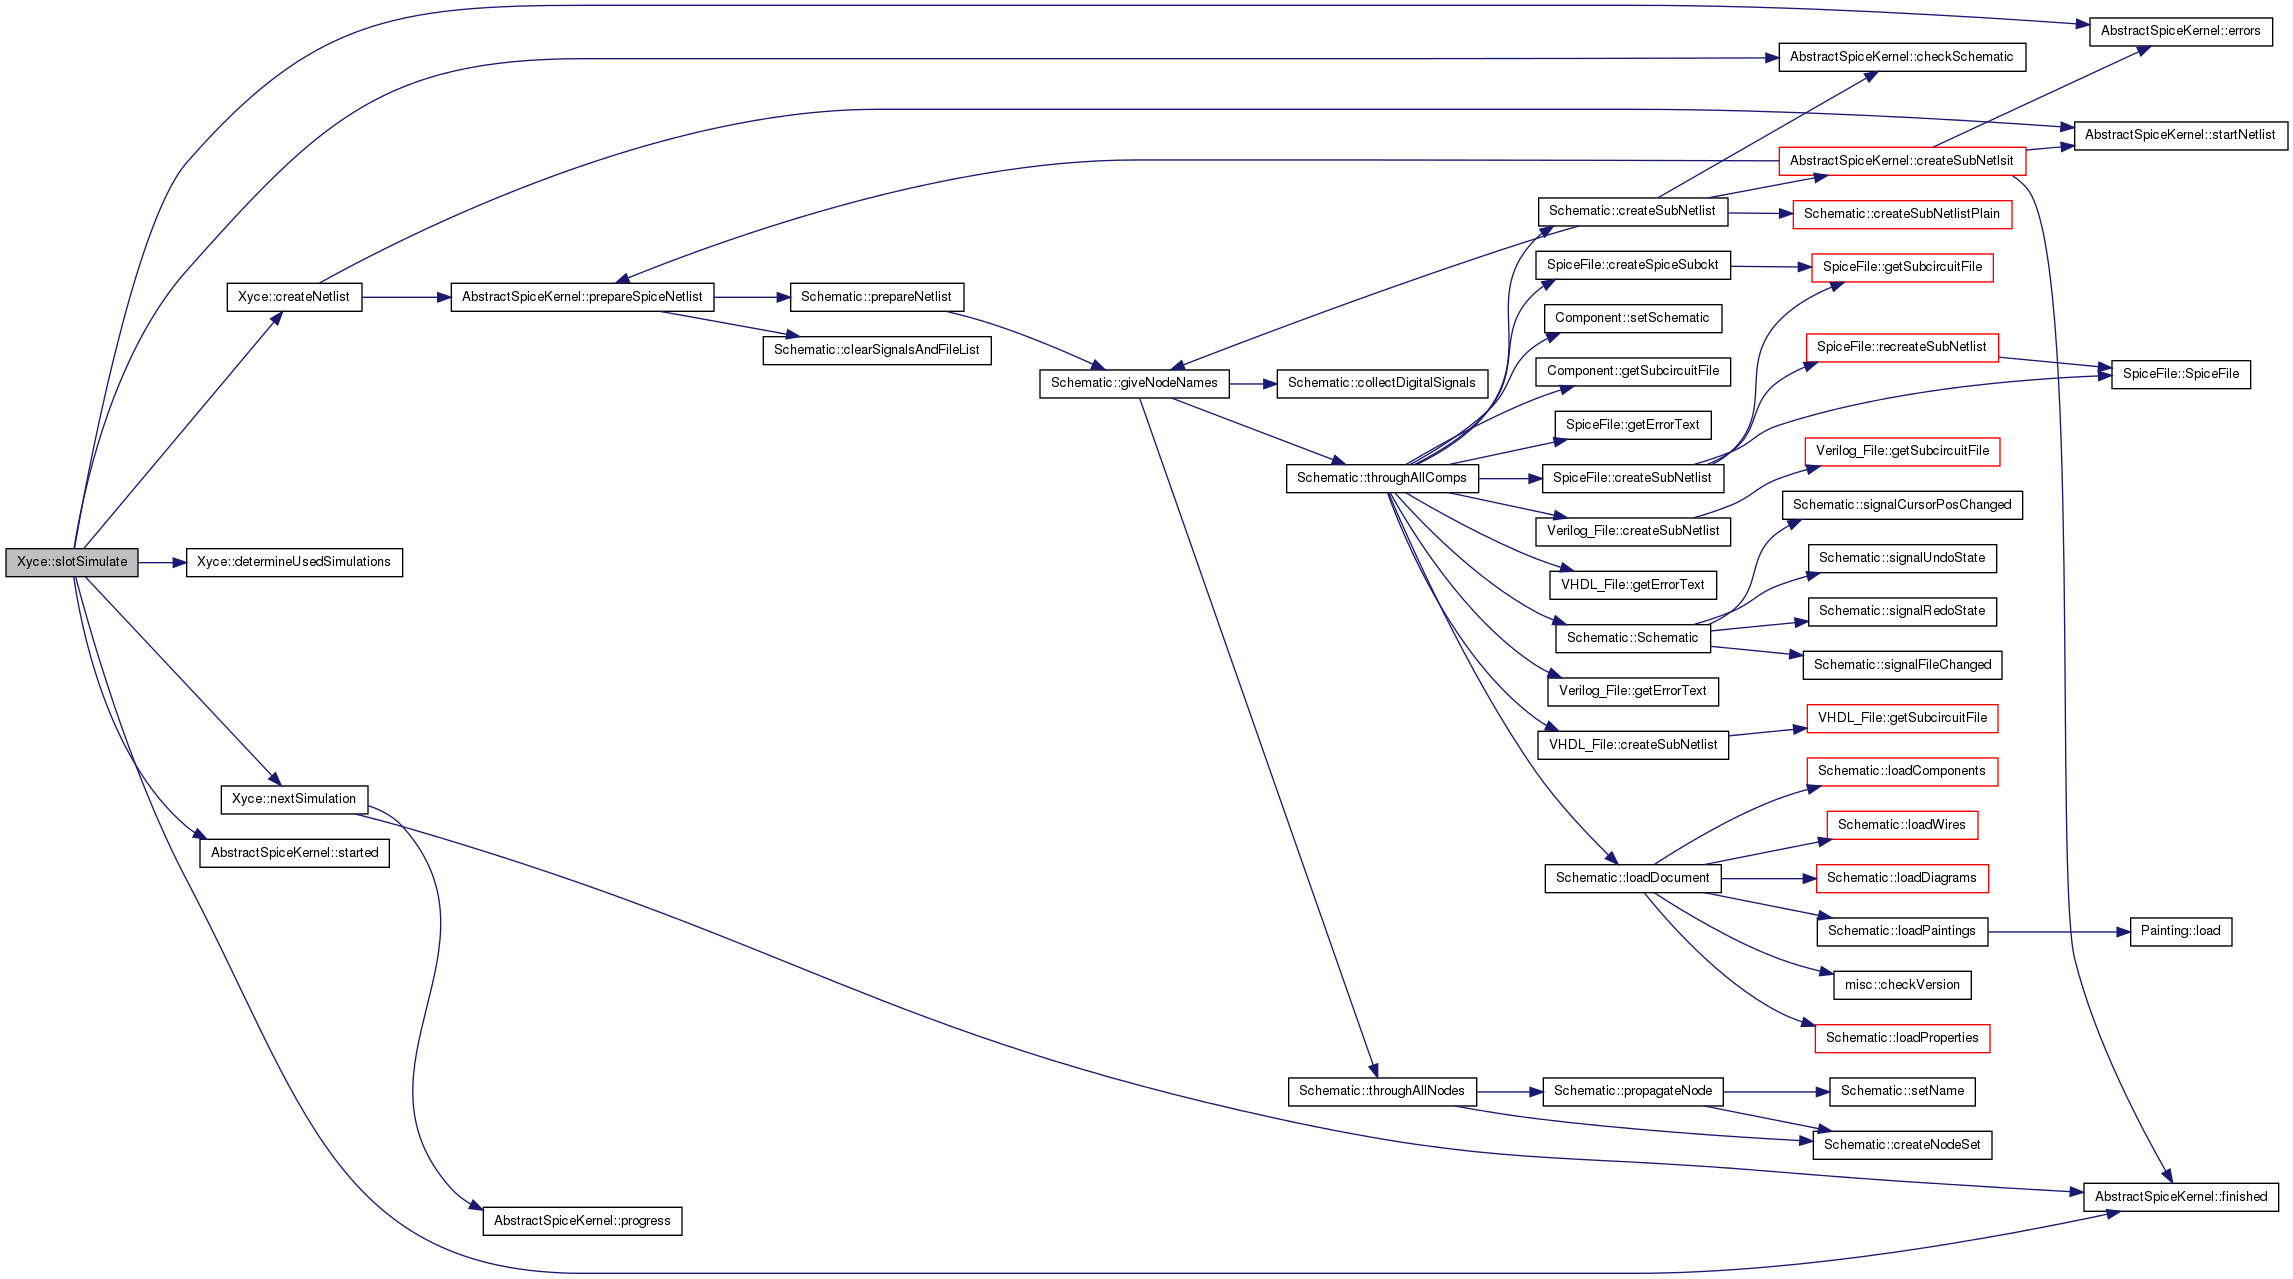 AbstractSpiceKernel::errors
AbstractSpiceKernel::checkSchematic
AbstractSpiceKernel::startNetlist
AbstractSpiceKernel::createSubNetlsit
Schematic::createSubNetlist
Schematic::createSubNetlistPlain
SpiceFile::createSpiceSubckt
SpiceFile::getSubcircuitFile
Xyce::createNetlist
AbstractSpiceKernel::prepareSpiceNetlist
Schematic::prepareNetlist
Component::setSchematic
Schematic::clearSignalsAndFileList
SpiceFile::recreateSubNetlist
Component::getSubcircuitFile
SpiceFile::SpiceFile
Schematic::giveNodeNames
Schematic::collectDigitalSignals
SpiceFile::getErrorText
Verilog_File::getSubcircuitFile
Schematic::throughAllComps
SpiceFile::createSubNetlist
Schematic::signalCursorPosChanged
Verilog_File::createSubNetlist
Xyce::slotSimulate
Xyce::determineUsedSimulations
Schematic::signalUndoState
VHDL_File::getErrorText
Schematic::signalRedoState
Schematic::Schematic
Schematic::signalFileChanged
Verilog_File::getErrorText
VHDL_File::getSubcircuitFile
VHDL_File::createSubNetlist
Schematic::loadComponents
Xyce::nextSimulation
Schematic::loadWires
AbstractSpiceKernel::started
Schematic::loadDocument
Schematic::loadDiagrams
Schematic::loadPaintings
Painting::load
misc::checkVersion
Schematic::loadProperties
Schematic::throughAllNodes
Schematic::propagateNode
Schematic::setName
Schematic::createNodeSet
AbstractSpiceKernel::finished
AbstractSpiceKernel::progress